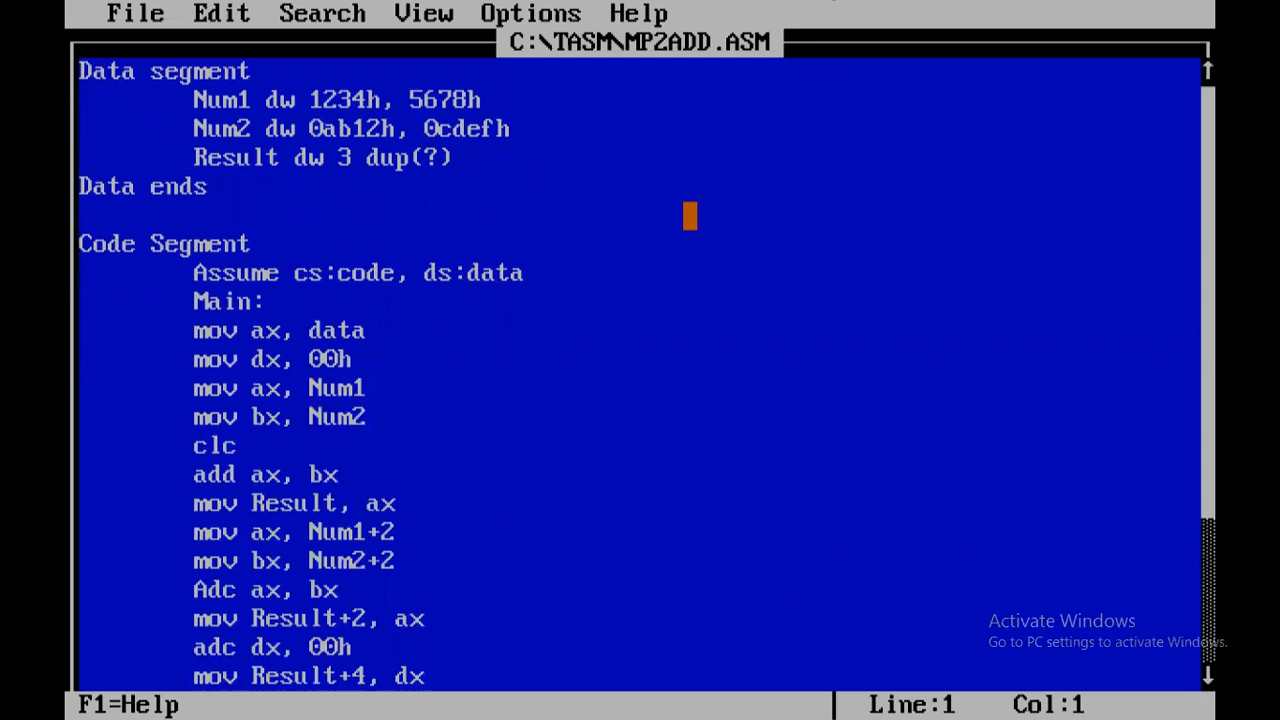 File Edit Search View Options Help
C:\TASM\MP2ADD.ASM
Data segment
Num1 dw 1234h, 5678h
Num2 dw 0ab12h, 0cdefh
Result dw 3 dup(?)
Data ends
Code Segment
Assume cs:code, ds:data
Main:
mov ax, data
mov dx, 00h
mov ax, Num1
mov bx, Num2
clc
add ax, bx
mov Result, ax
mov ax, Num1+2
mov bx, Num2+2
Adc ax, bx
mov Result+2, ax
adc dx, 00h
mov Result+4, dx
Activate Windows
Go to PC settings to activate Windows.
F1=Help Line:1 Col:1